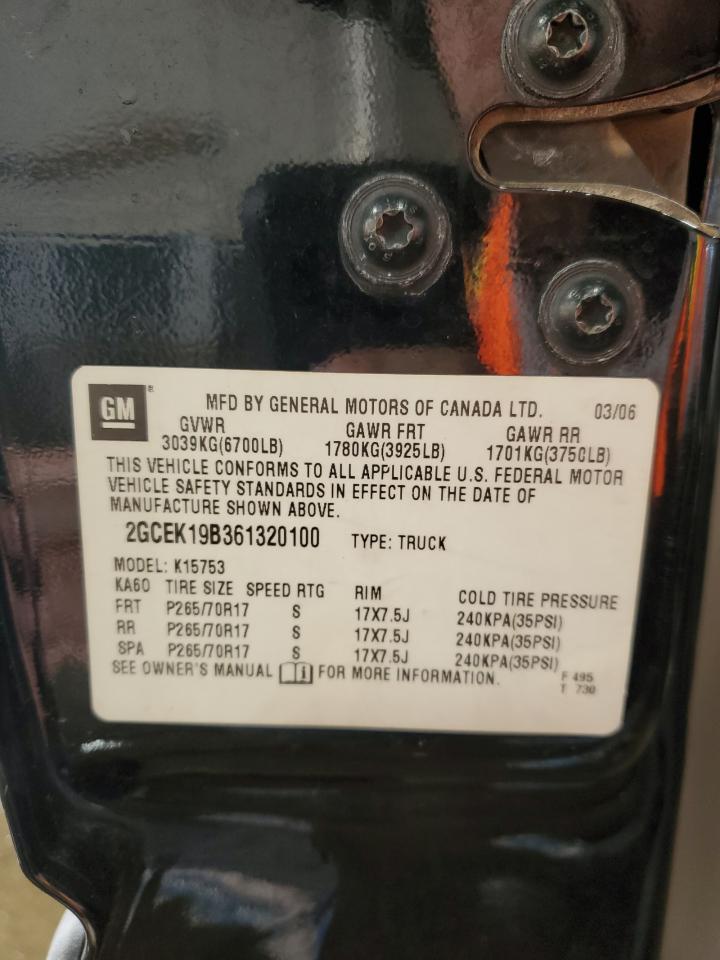 GM ®
MFD BY GENERAL MOTORS OF CANADA LTD. 03/06
GVWR GAWR FRT GAWR RR
3039KG(6700LB) 1780KG(3925LB) 1701KG(3750LB)
THIS VEHICLE CONFORMS TO ALL APPLICABLE U.S. FEDERAL MOTOR
VEHICLE SAFETY STANDARDS IN EFFECT ON THE DATE OF
MANUFACTURE SHOWN ABOVE.
2GCEK19B361320100 TYPE: TRUCK
MODEL: K15753
KA60 TIRE SIZE SPEED RTG RIM COLD TIRE PRESSURE
FRT P265/70R17 S 17X7.5J 240KPA(35PSI)
RR P265/70R17 S 17X7.5J 240KPA(35PSI)
SPA P265/70R17 S 17X7.5J 240KPA(35PSI)
SEE OWNER'S MANUAL FOR MORE INFORMATION.
F 495
T 730